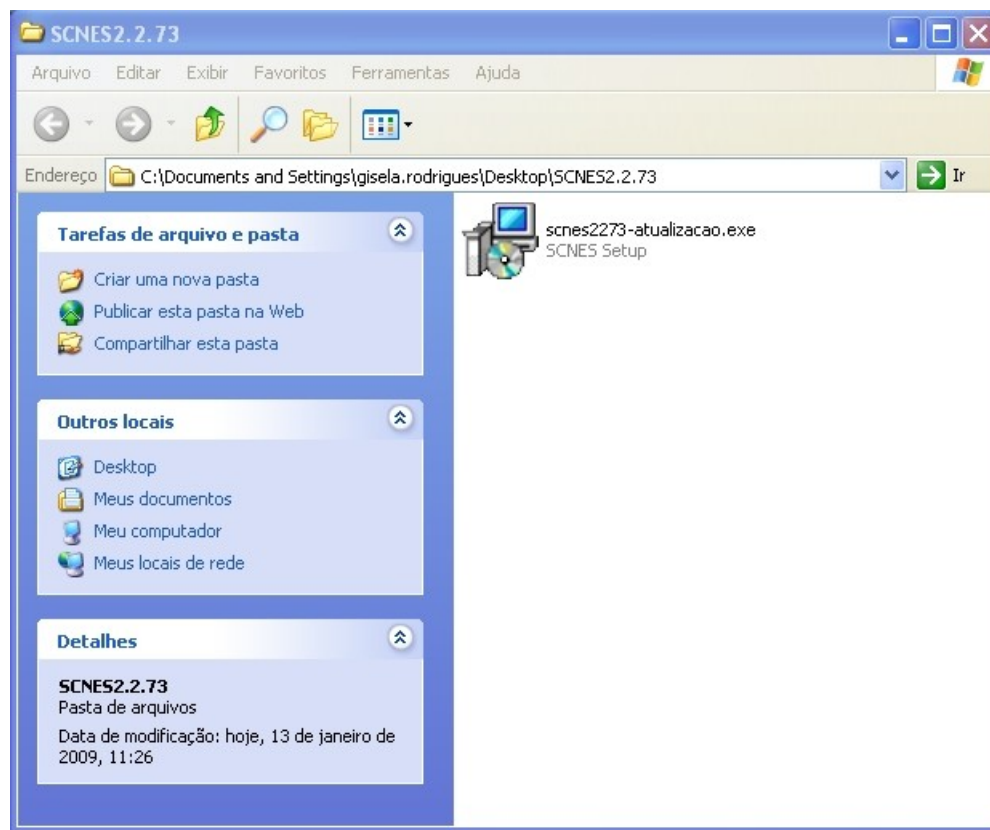 SCNES2.2.73
Arquivo Editar Exibir Favoritos Ferramentas Ajuda
Endereço C:\Documents and Settings\gisela.rodrigues\Desktop\SCNES2.2.73 Ir
Tarefas de arquivo e pasta
Criar uma nova pasta
Publicar esta pasta na Web
Compartilhar esta pasta
Outros locais
Desktop
Meus documentos
Meu computador
Meus locais de rede
Detalhes
SCNES2.2.73
Pasta de arquivos
Data de modificação: hoje, 13 de janeiro de
2009, 11:26
scnes2273-atualizacao.exe
SCNES Setup